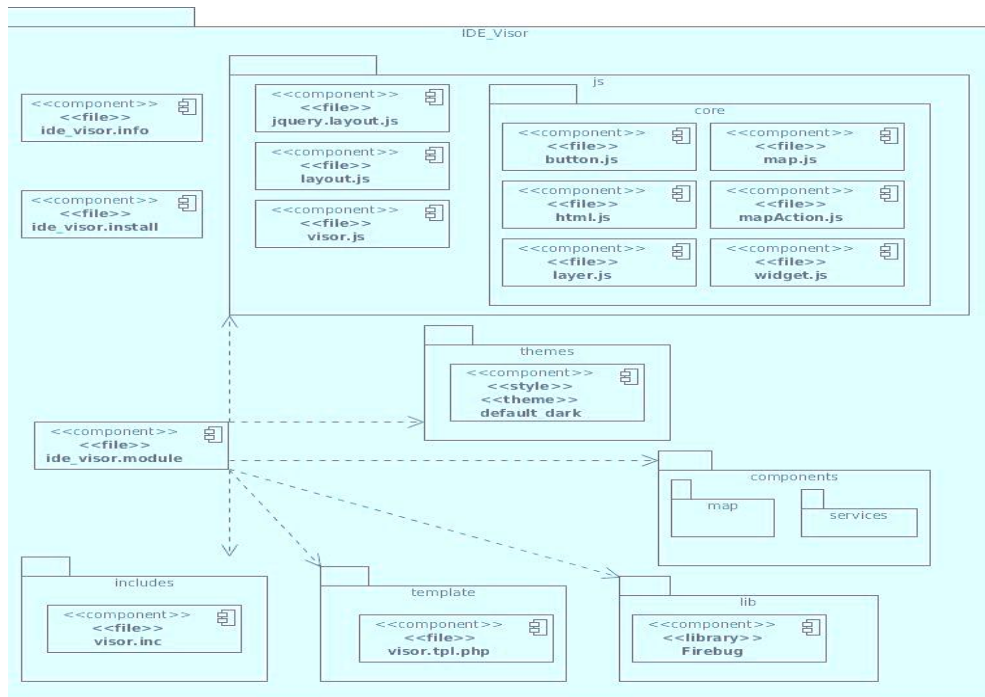 IDE_Visor
<<component>>
<<file>>
ide_visor.info
<<component>>
<<file>>
ide_visor.install
js
<<component>>
<<file>>
jquery.layout.js
<<component>>
<<file>>
layout.js
<<component>>
<<file>>
visor.js
core
<<component>>
<<file>>
button.js
<<component>>
<<file>>
map.js
<<component>>
<<file>>
html.js
<<component>>
<<file>>
mapAction.js
<<component>>
<<file>>
layer.js
<<component>>
<<file>>
widget.js
themes
<<component>>
<<style>>
<<theme>>
default_dark
<<component>>
<<file>>
ide_visor.module
components
map
services
includes
<<component>>
<<file>>
visor.inc
template
<<component>>
<<file>>
visor.tpl.php
lib
<<component>>
<<library>>
Firebug